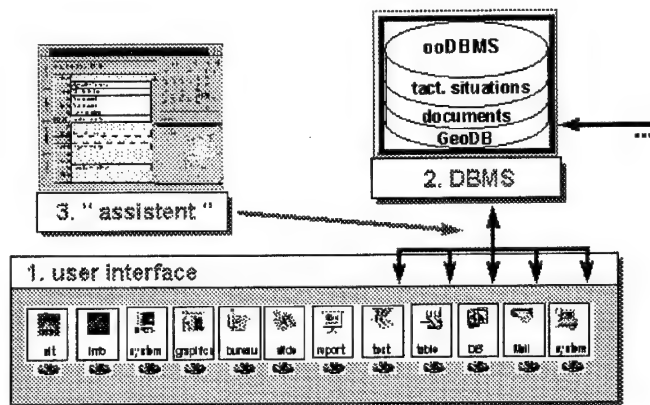 ooDBMS
tact. situations
documents
GeoDB
...
2. DBMS
3. " assistent "
1. user interface
info system graphics bureau slide report text table DB Mail system